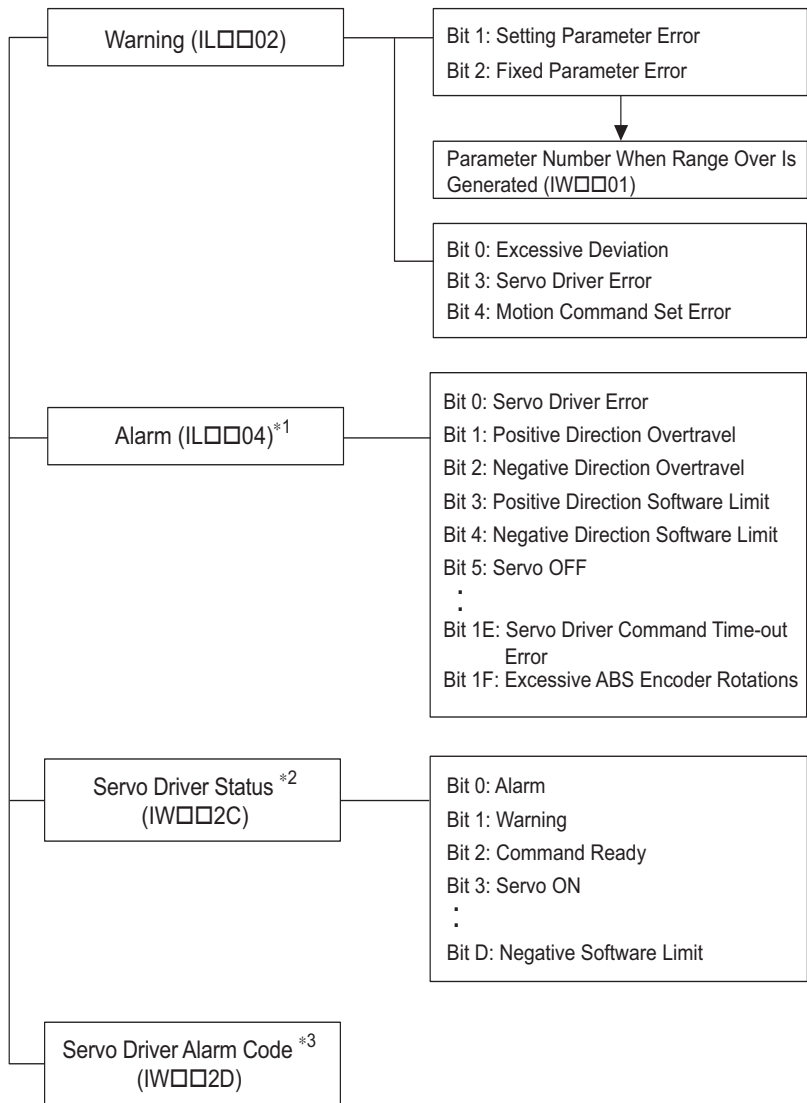 Warning (IL□□02)
Bit 1: Setting Parameter Error
Bit 2: Fixed Parameter Error
Parameter Number When Range Over Is
Generated (IW□□01)
Bit 0: Excessive Deviation
Bit 3: Servo Driver Error
Bit 4: Motion Command Set Error
Alarm (IL□□04)*1
Bit 0: Servo Driver Error
Bit 1: Positive Direction Overtravel
Bit 2: Negative Direction Overtravel
Bit 3: Positive Direction Software Limit
Bit 4: Negative Direction Software Limit
Bit 5: Servo OFF
:
Bit 1E: Servo Driver Command Time-out
Error
Bit 1F: Excessive ABS Encoder Rotations
Servo Driver Status *2
(IW□□2C)
Bit 0: Alarm
Bit 1: Warning
Bit 2: Command Ready
Bit 3: Servo ON
:
Bit D: Negative Software Limit
Servo Driver Alarm Code *3
(IW□□2D)